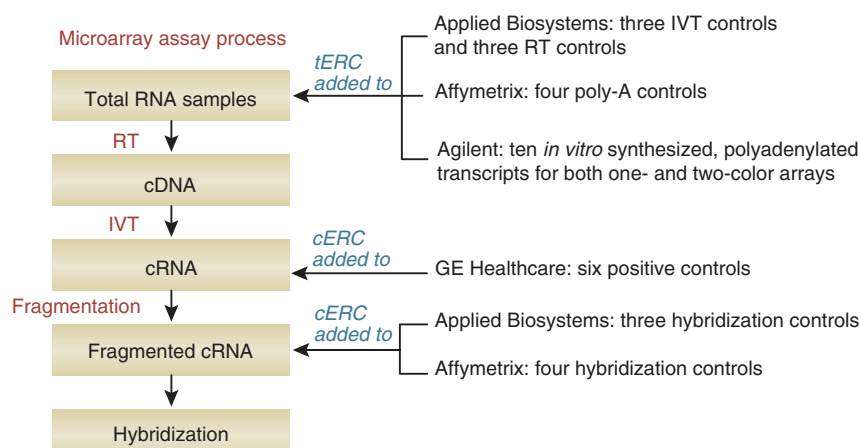 Microarray assay process
Applied Biosystems: three IVT controls
and three RT controls
tERC
added to
Total RNA samples
Affymetrix: four poly-A controls
RT
Agilent: ten in vitro synthesized, polyadenylated
transcripts for both one- and two-color arrays
cDNA
IVT
cERC
added to
cRNA
GE Healthcare: six positive controls
Fragmentation
cERC
added to
Applied Biosystems: three hybridization controls
Fragmented cRNA
Affymetrix: four hybridization controls
Hybridization